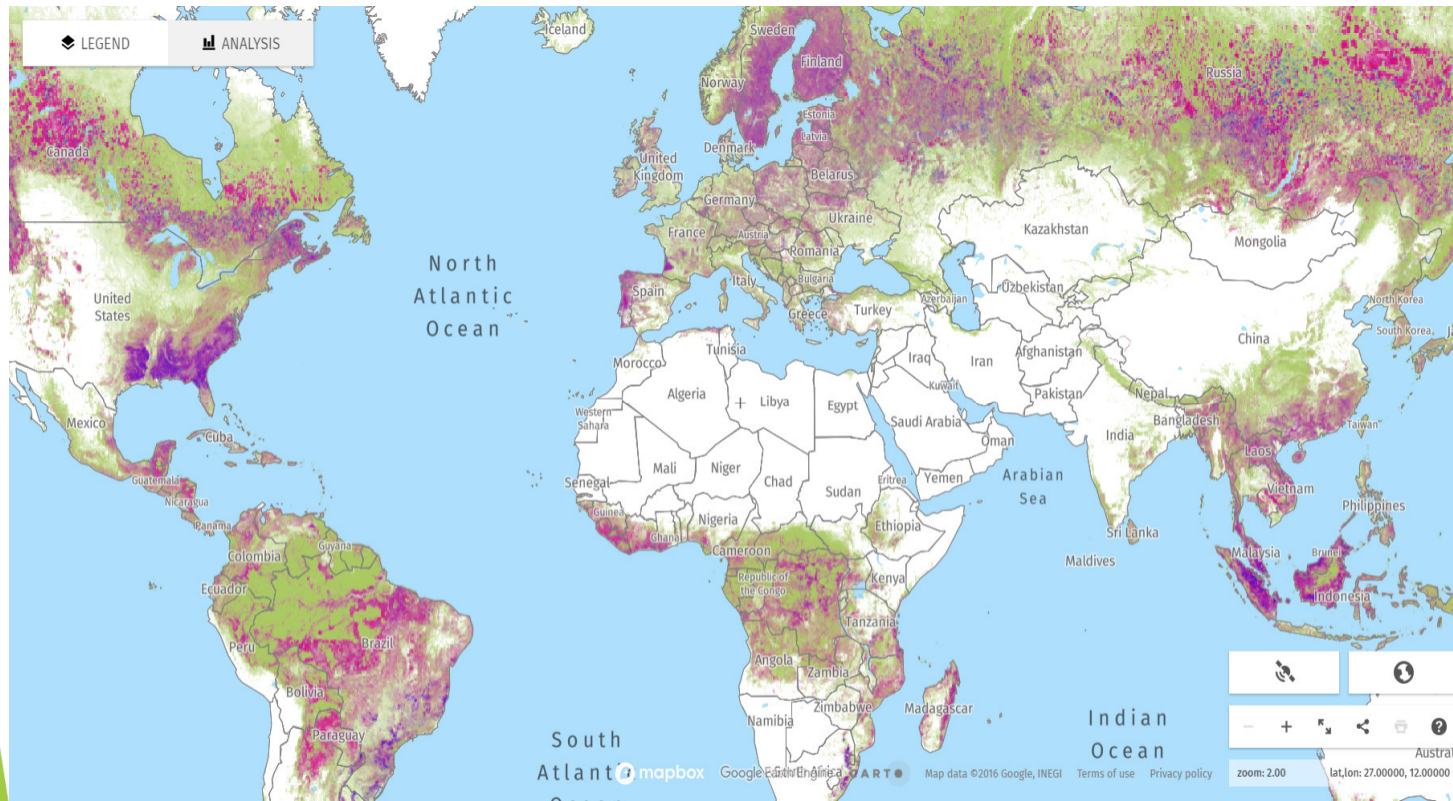 LEGEND
ANALYSIS
Iceland
Sweden
Finland
Norway
Russia
Estonia
Latvia
Canada
United
Kingdom
Denmark
Belarus
Germany
Ukraine
France
Austria
Kazakhstan
Romania
Mongolia
North
Atlantic
Ocean
Italy
Bulgaria
Spain
Uzbekistan
United
States
Greece
Turkey
Azerbaijan
North Korea
South Korea
China
Tunisia
Iraq
Iran
Afghanistan
Morocco
Kuwait
Algeria
Libya
Egypt
Pakistan
Nepal
Western
Sahara
Saudi Arabia
Bangladesh
Mexico
Cuba
India
Taiwan
Oman
Laos
Mali
Niger
Chad
Sudan
Eritrea
Yemen
Arabian
Sea
Guatemala
Senegal
Vietnam
Nicaragua
Guinea
Nigeria
Ethiopia
Philippines
Panama
Ghana
Sri Lanka
Colombia
Guyana
Cameroon
Maldives
Malaysia
Brunei
Ecuador
Republic of
the Congo
Kenya
Indonesia
Peru
Brazil
Tanzania
Angola
Zambia
Bolivia
Zimbabwe
Madagascar
Namibia
Indian
Ocean
Paraguay
South
mapbox
Google Earth Engine
South Africa
CARTO
Map data ©2016 Google, INEGI
Terms of use
Privacy policy
zoom: 2.00
lat,lon: 27.00000, 12.00000